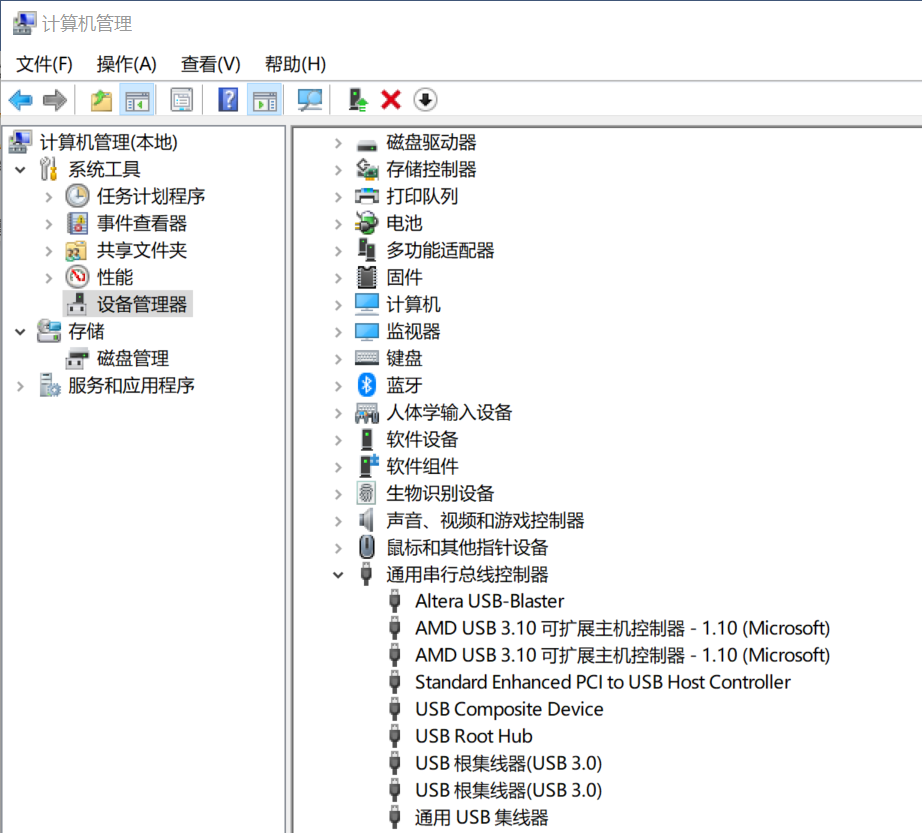 计算机管理
文件(F) 操作(A) 查看(V) 帮助(H)
计算机管理(本地)
系统工具
任务计划程序
事件查看器
共享文件夹
性能
设备管理器
存储
磁盘管理
服务和应用程序
磁盘驱动器
存储控制器
打印队列
电池
多功能适配器
固件
计算机
监视器
键盘
蓝牙
人体学输入设备
软件设备
软件组件
生物识别设备
声音、视频和游戏控制器
鼠标和其他指针设备
通用串行总线控制器
Altera USB-Blaster
AMD USB 3.10 可扩展主机控制器 - 1.10 (Microsoft)
AMD USB 3.10 可扩展主机控制器 - 1.10 (Microsoft)
Standard Enhanced PCI to USB Host Controller
USB Composite Device
USB Root Hub
USB 根集线器(USB 3.0)
USB 根集线器(USB 3.0)
通用 USB 集线器